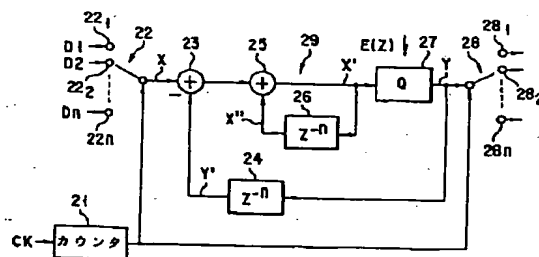 22₁
D1
D2
22₂
22
Dn
22n
X
23
−
25
29
X'
E(Z)
27
Q
Y
28
28₁
28₂
28n
26
Z⁻ⁿ
X"
24
Z⁻ⁿ
Y'
21
CK
カウンタ